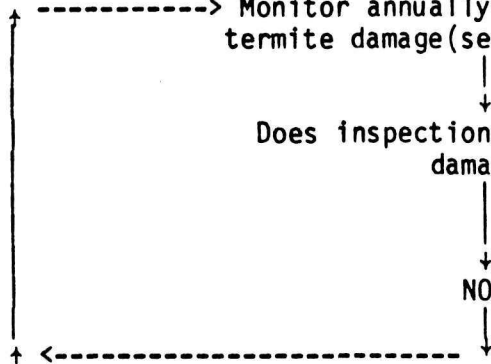 Monitor annually
termite damage(se
Does inspection
dama
NO